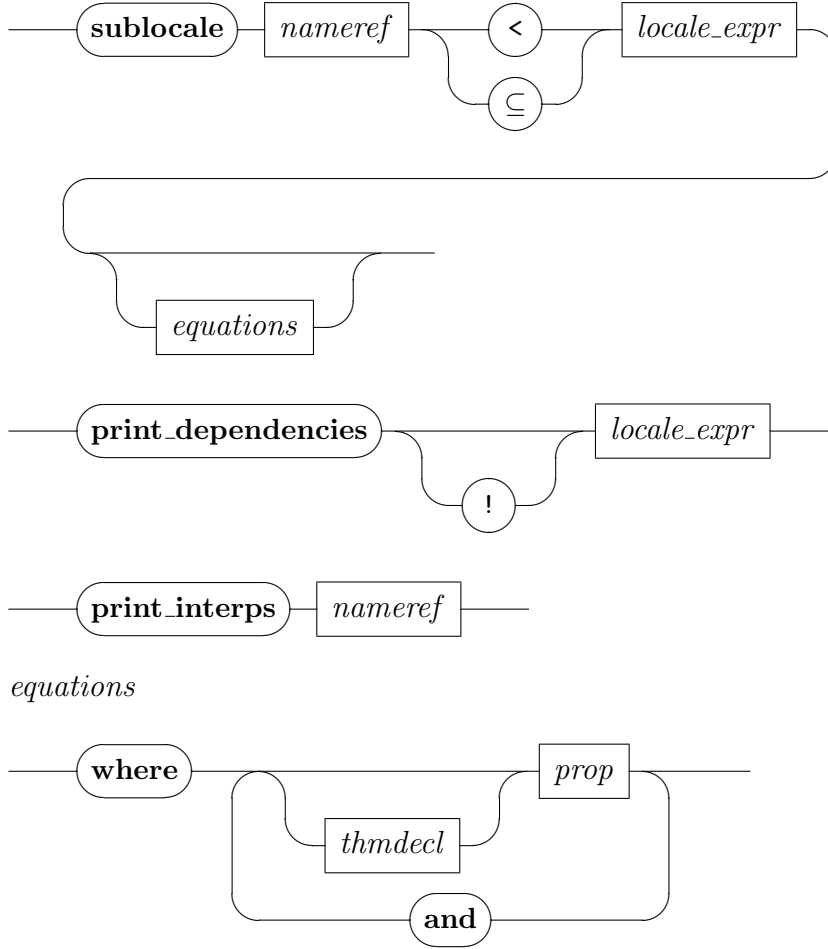 sublocale nameref < locale_expr
⊆
equations
print_dependencies locale_expr
!
print_interps nameref
equations
where prop
thmdecl
and